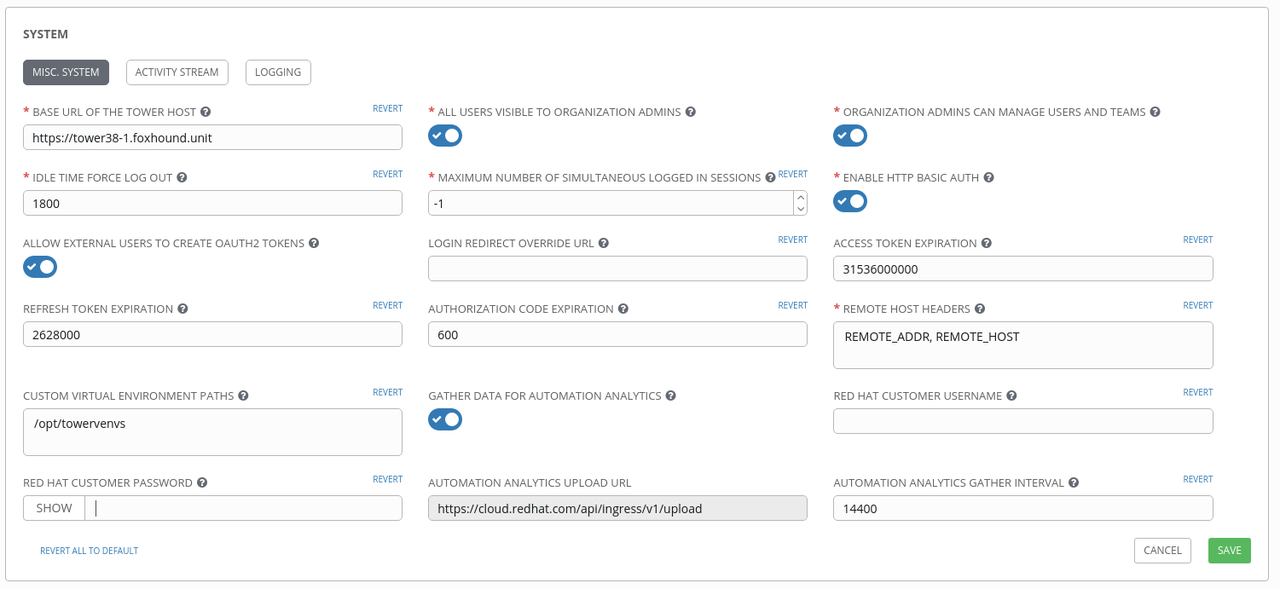 SYSTEM
MISC. SYSTEM ACTIVITY STREAM LOGGING
* BASE URL OF THE TOWER HOST ? REVERT
https://tower38-1.foxhound.unit
* ALL USERS VISIBLE TO ORGANIZATION ADMINS ?
* ORGANIZATION ADMINS CAN MANAGE USERS AND TEAMS ?
* IDLE TIME FORCE LOG OUT ? REVERT
1800
* MAXIMUM NUMBER OF SIMULTANEOUS LOGGED IN SESSIONS ? REVERT
-1
* ENABLE HTTP BASIC AUTH ?
ALLOW EXTERNAL USERS TO CREATE OAUTH2 TOKENS ?
LOGIN REDIRECT OVERRIDE URL ? REVERT
ACCESS TOKEN EXPIRATION ? REVERT
31536000000
REFRESH TOKEN EXPIRATION ? REVERT
2628000
AUTHORIZATION CODE EXPIRATION ? REVERT
600
* REMOTE HOST HEADERS ? REVERT
REMOTE_ADDR, REMOTE_HOST
CUSTOM VIRTUAL ENVIRONMENT PATHS ? REVERT
/opt/towervenvs
GATHER DATA FOR AUTOMATION ANALYTICS ?
RED HAT CUSTOMER USERNAME ? REVERT
RED HAT CUSTOMER PASSWORD ? REVERT
SHOW
AUTOMATION ANALYTICS UPLOAD URL
https://cloud.redhat.com/api/ingress/v1/upload
AUTOMATION ANALYTICS GATHER INTERVAL ? REVERT
14400
REVERT ALL TO DEFAULT
CANCEL SAVE